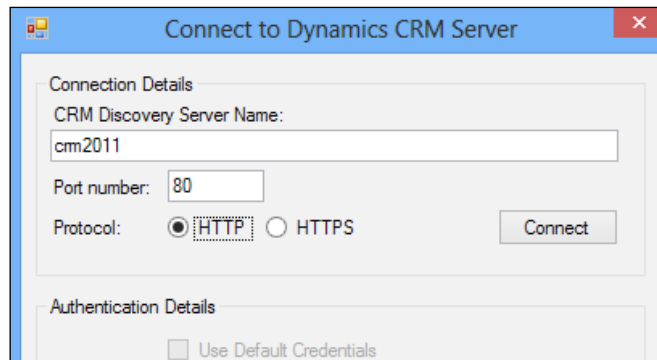 Connect to Dynamics CRM Server
Connection Details
CRM Discovery Server Name:
crm2011
Port number: 80
Protocol: HTTP HTTPS Connect
Authentication Details
Use Default Credentials